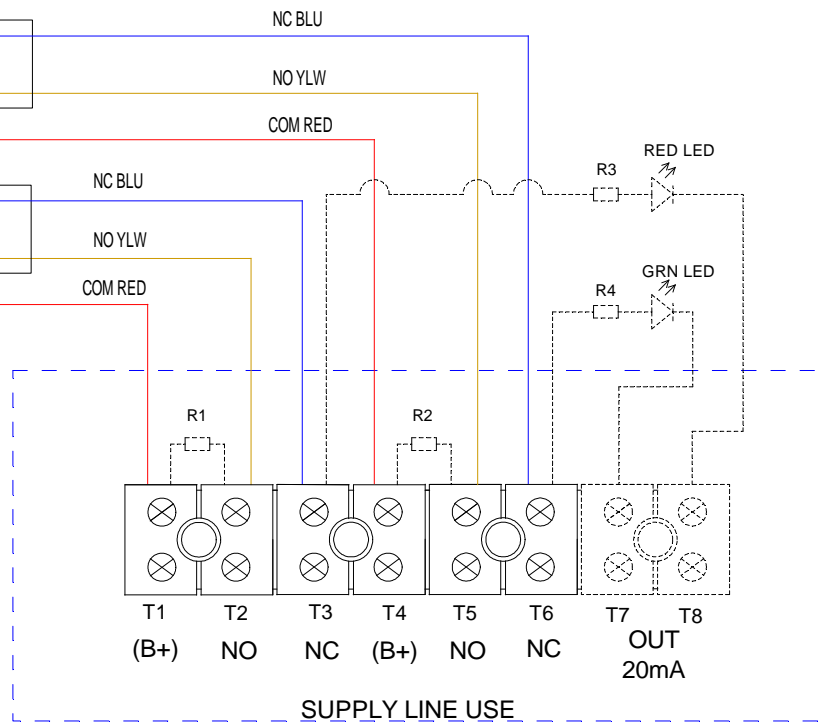 NC BLU
NO YLW
COM RED
RED LED
R3
NC BLU
NO YLW
GRN LED
COM RED
R4
R1
R2
T1 T2 T3 T4 T5 T6 T7 T8
(B+) NO NC (B+) NO NC OUT
20mA
SUPPLY LINE USE